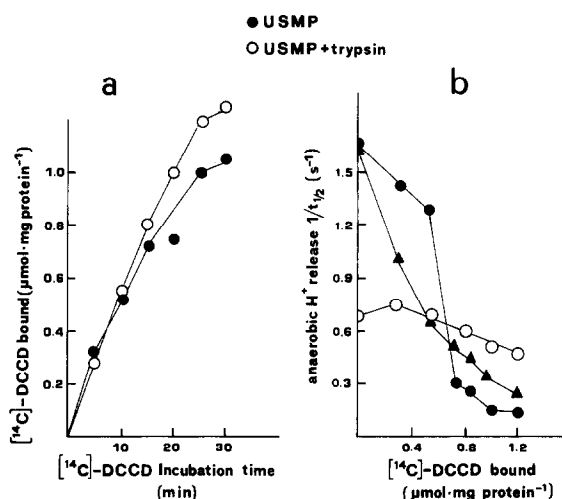 ● USMP
○ USMP+trypsin
a
b
[¹⁴C]-DCCD bound(µmol·mg protein⁻¹)
1.0
0.8
0.6
0.4
0.2
10
20
30
[¹⁴C]-DCCD Incubation time
(min)
anaerobic H⁺ release 1/t₁/₂ (s⁻¹)
1.5
1.2
0.9
0.6
0.3
0.4
0.8
1.2
[¹⁴C]-DCCD bound
(µmol·mg protein⁻¹)